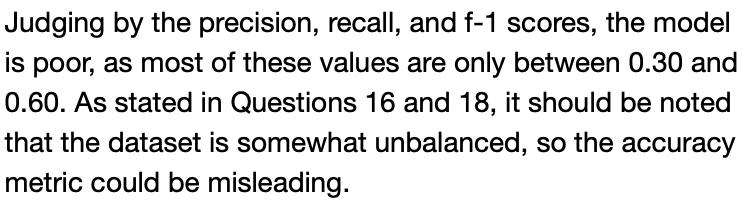 Judging by the precision, recall, and f-1 scores, the model
is poor, as most of these values are only between 0.30 and
0.60. As stated in Questions 16 and 18, it should be noted
that the dataset is somewhat unbalanced, so the accuracy
metric could be misleading.